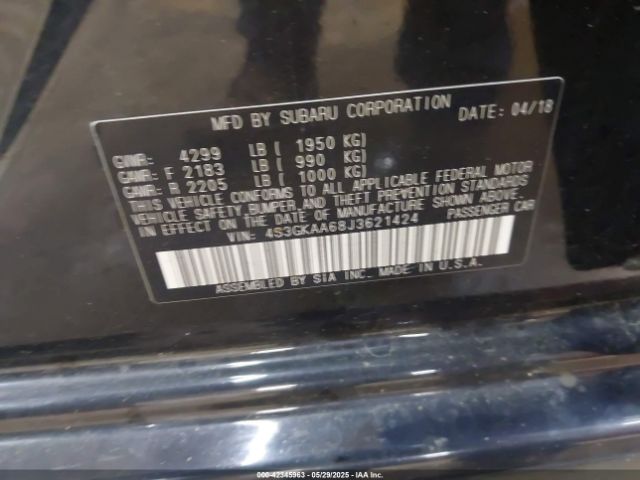 MFD BY SUBARU CORPORATION DATE: 04/18
GVWR: 4299 LB ( 1950 KG)
GAWR: F 2183 LB ( 990 KG)
GAWR: R 2205 LB ( 1000 KG)
THIS VEHICLE CONFORMS TO ALL APPLICABLE FEDERAL MOTOR
VEHICLE SAFETY, BUMPER, AND THEFT PREVENTION STANDARDS
IN EFFECT ON THE DATE OF MANUFACTURE SHOWN ABOVE.
VIN: 4S3GKAA68J3621424 PASSENGER CAR
ASSEMBLED BY SIA INC. MADE IN U.S.A.
000-42345963 - 05/29/2025 - IAA Inc.